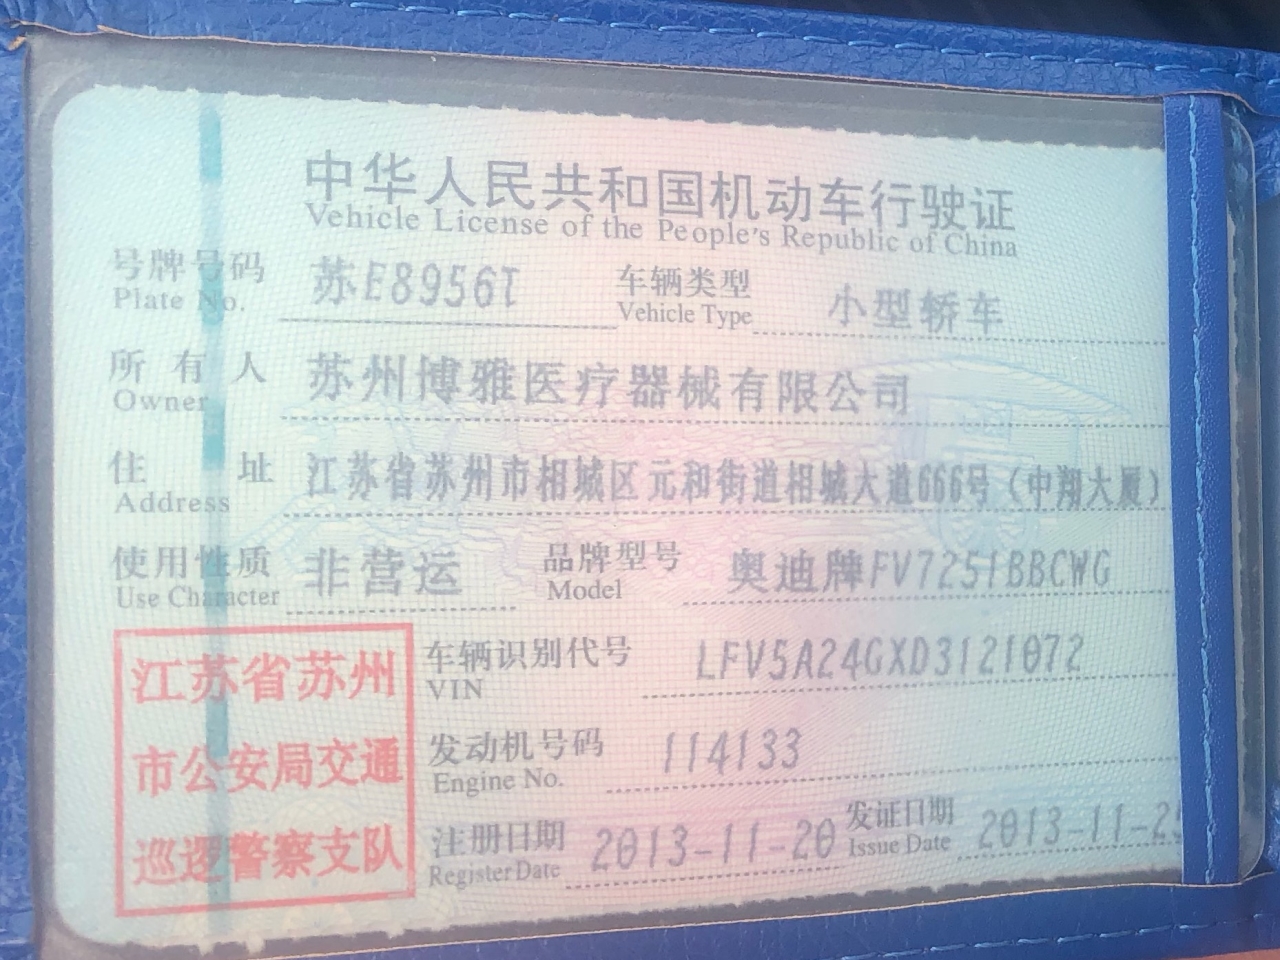 中华人民共和国机动车行驶证
Vehicle License of the People's Republic of China
号牌号码 苏E8956T 车辆类型 小型轿车
Plate No. Vehicle Type
所有人 苏州博雅医疗器械有限公司
Owner
住址 江苏省苏州市相城区元和街道相城大道666号（中翔大厦）
Address
使用性质 非营运 品牌型号 奥迪牌FV7251BBCWG
Use Character Model
江苏省苏州
市公安局交通
巡逻警察支队
车辆识别代号 LFV5A24GXD3121072
VIN
发动机号码 114133
Engine No.
注册日期 2013-11-20 发证日期 2013-11-2
Register Date Issue Date